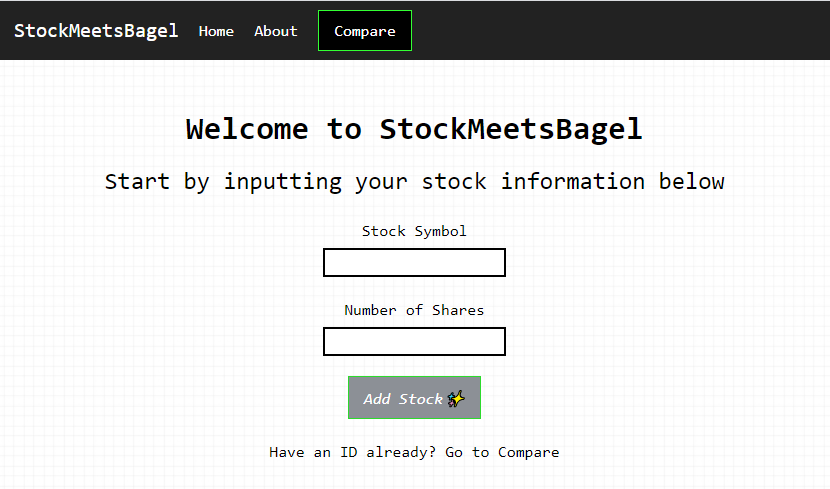 StockMeetsBagel Home About Compare
Welcome to StockMeetsBagel
Start by inputting your stock information below
Stock Symbol
Number of Shares
Add Stock✨
Have an ID already? Go to Compare